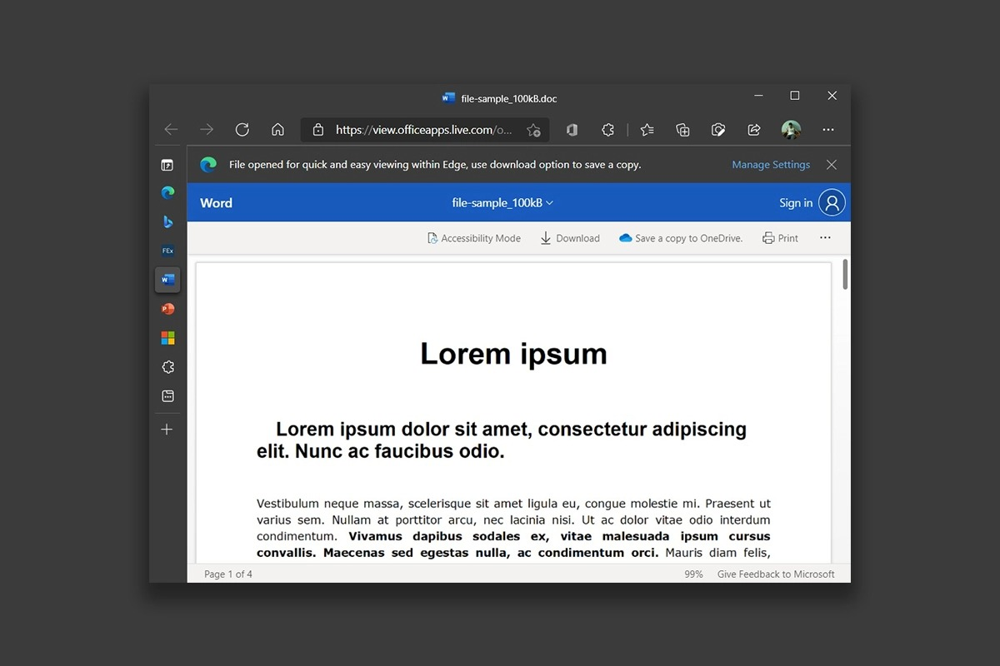 file-sample_100kB.doc
https://view.officeapps.live.com/o...
File opened for quick and easy viewing within Edge, use download option to save a copy.
Manage Settings
Word
file-sample_100kB
Sign in
FEx
W
P
Accessibility Mode
Download
Save a copy to OneDrive.
Print
Lorem ipsum
Lorem ipsum dolor sit amet, consectetur adipiscing
elit. Nunc ac faucibus odio.
Vestibulum neque massa, scelerisque sit amet ligula eu, congue molestie mi. Praesent ut
varius sem. Nullam at porttitor arcu, nec lacinia nisi. Ut ac dolor vitae odio interdum
condimentum. Vivamus dapibus sodales ex, vitae malesuada ipsum cursus
convallis. Maecenas sed egestas nulla, ac condimentum orci. Mauris diam felis,
Page 1 of 4
99%
Give Feedback to Microsoft